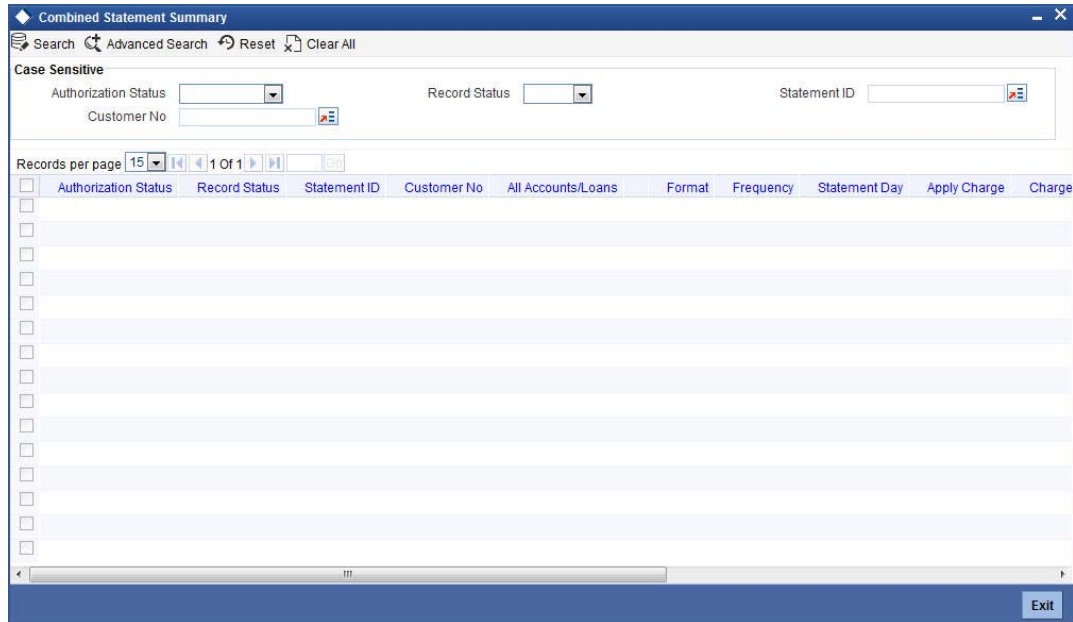 Combined Statement Summary
Search Advanced Search Reset Clear All
Case Sensitive
Authorization Status Record Status Statement ID
Customer No
Records per page 15 1 Of 1 Go
Authorization Status Record Status Statement ID Customer No All Accounts/Loans Format Frequency Statement Day Apply Charge Charge
Exit